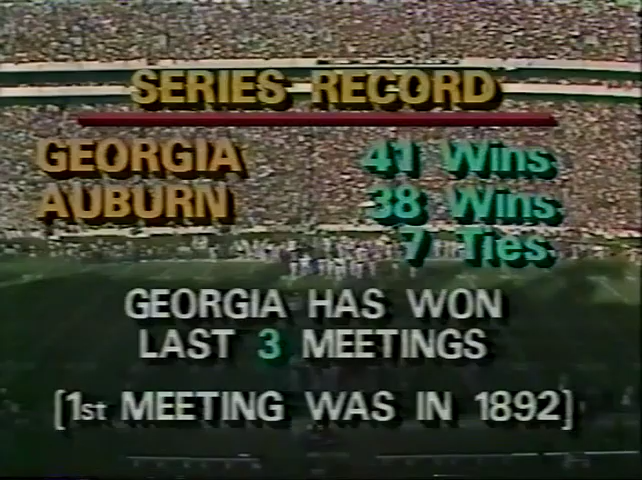 SERIES RECORD
GEORGIA 41 Wins
AUBURN 38 Wins
7 Ties
GEORGIA HAS WON
LAST 3 MEETINGS
[1st MEETING WAS IN 1892]